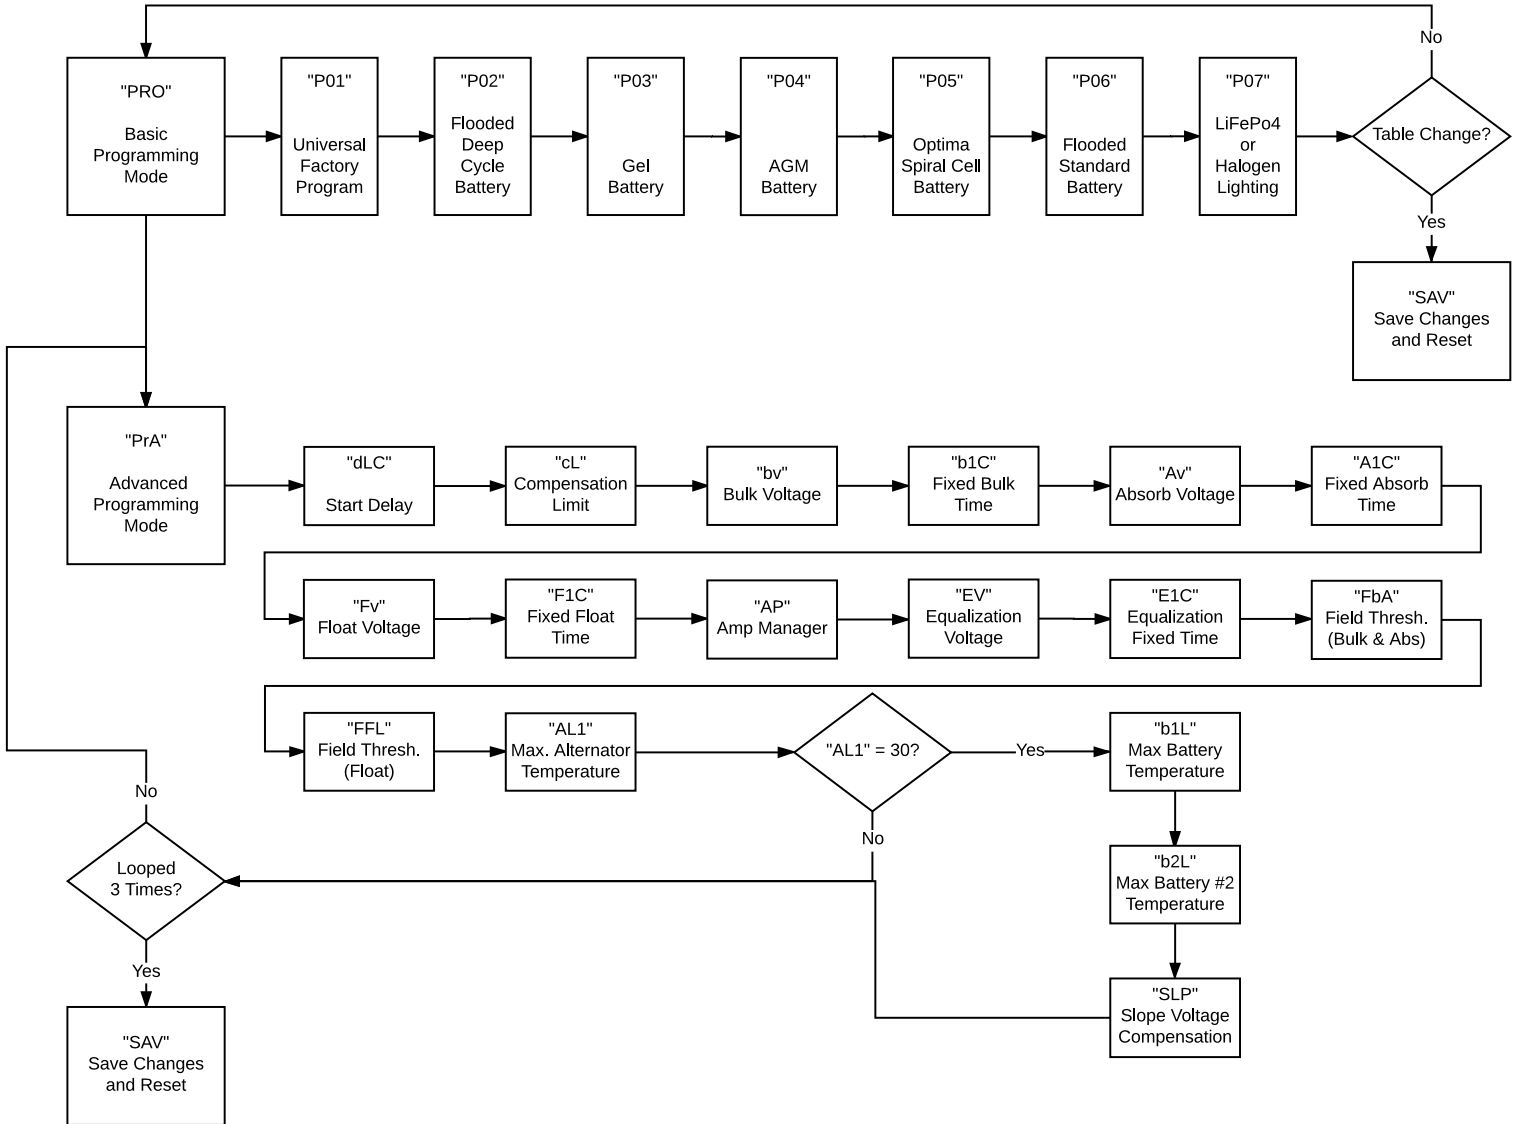 No
"PRO"
Basic
Programming
Mode
"P01"
Universal
Factory
Program
"P02"
Flooded
Deep
Cycle
Battery
"P03"
Gel
Battery
"P04"
AGM
Battery
"P05"
Optima
Spiral Cell
Battery
"P06"
Flooded
Standard
Battery
"P07"
LiFePo4
or
Halogen
Lighting
Table Change?
Yes
"SAV"
Save Changes
and Reset
"PrA"
Advanced
Programming
Mode
"dLC"
Start Delay
"cL"
Compensation
Limit
"bv"
Bulk Voltage
"b1C"
Fixed Bulk
Time
"Av"
Absorb Voltage
"A1C"
Fixed Absorb
Time
"Fv"
Float Voltage
"F1C"
Fixed Float
Time
"AP"
Amp Manager
"EV"
Equalization
Voltage
"E1C"
Equalization
Fixed Time
"FbA"
Field Thresh.
(Bulk & Abs)
"FFL"
Field Thresh.
(Float)
"AL1"
Max. Alternator
Temperature
"AL1" = 30?
Yes
"b1L"
Max Battery
Temperature
No
No
Looped
3 Times?
"b2L"
Max Battery #2
Temperature
Yes
"SLP"
Slope Voltage
Compensation
"SAV"
Save Changes
and Reset